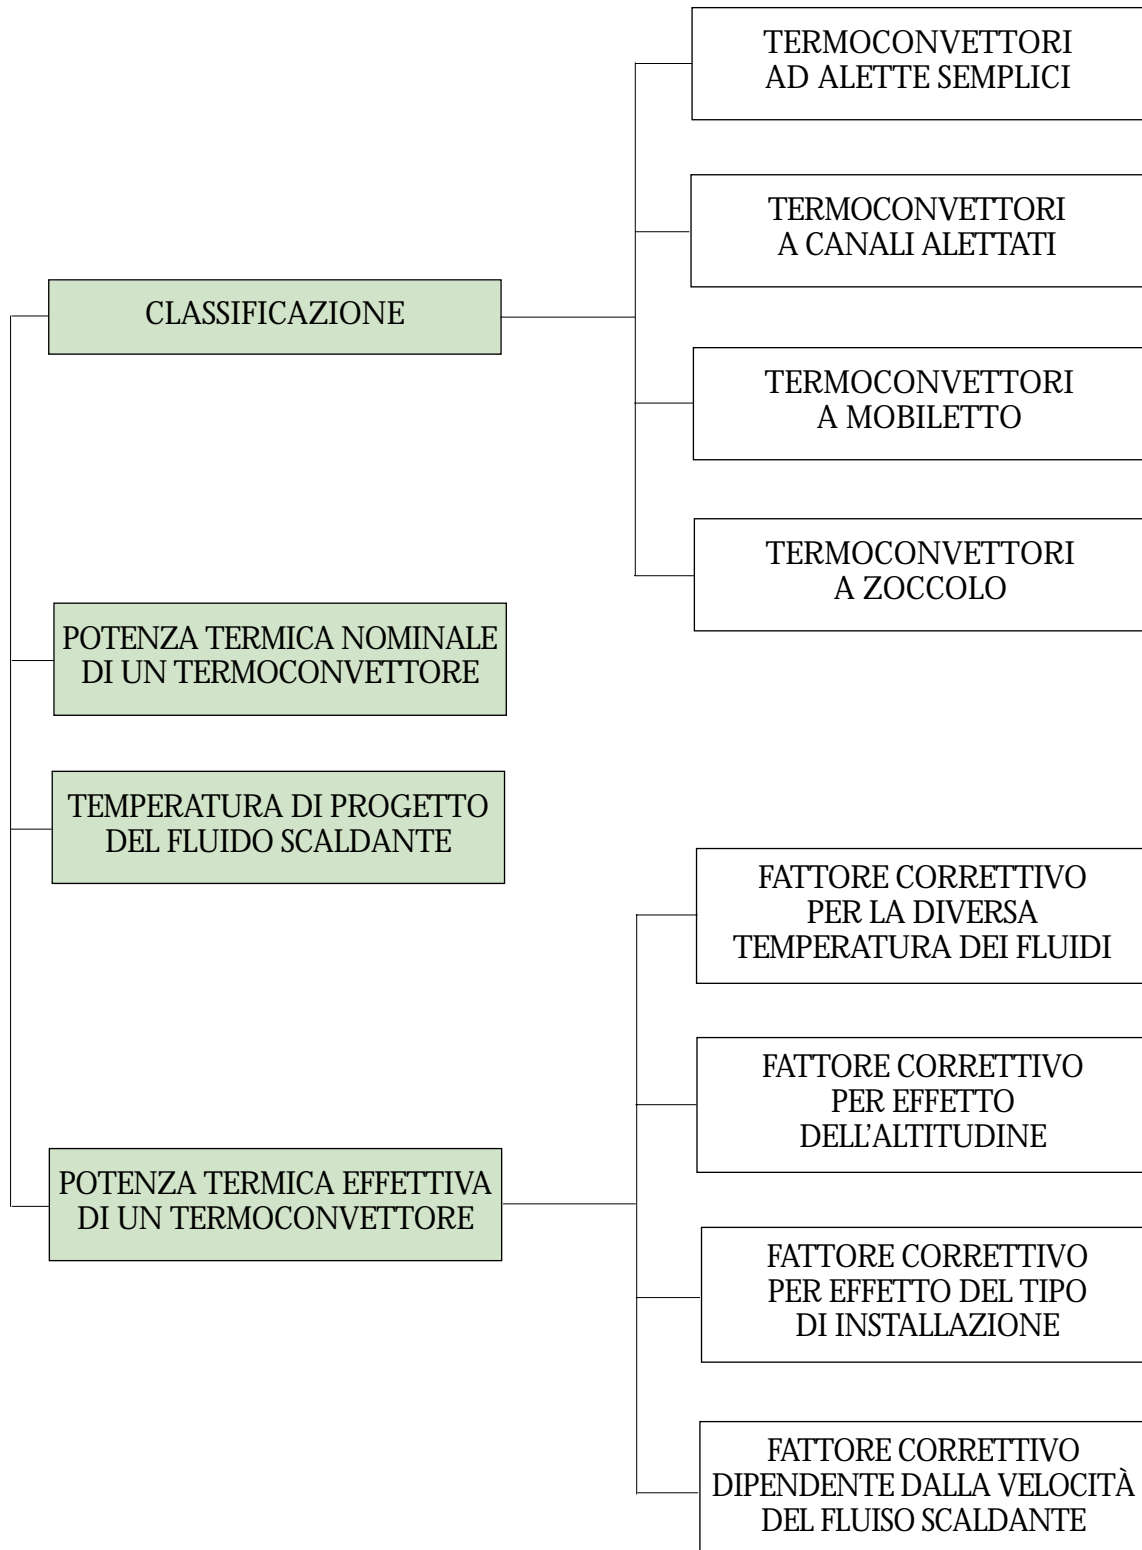 TERMOCONVETTORI
AD ALETTE SEMPLICI
TERMOCONVETTORI
A CANALI ALETTATI
CLASSIFICAZIONE
TERMOCONVETTORI
A MOBILETTO
TERMOCONVETTORI
A ZOCCOLO
POTENZA TERMICA NOMINALE
DI UN TERMOCONVETTORE
TEMPERATURA DI PROGETTO
DEL FLUIDO SCALDANTE
FATTORE CORRETTIVO
PER LA DIVERSA
TEMPERATURA DEI FLUIDI
FATTORE CORRETTIVO
PER EFFETTO
DELL’ALTITUDINE
POTENZA TERMICA EFFETTIVA
DI UN TERMOCONVETTORE
FATTORE CORRETTIVO
PER EFFETTO DEL TIPO
DI INSTALLAZIONE
FATTORE CORRETTIVO
DIPENDENTE DALLA VELOCITÀ
DEL FLUISO SCALDANTE